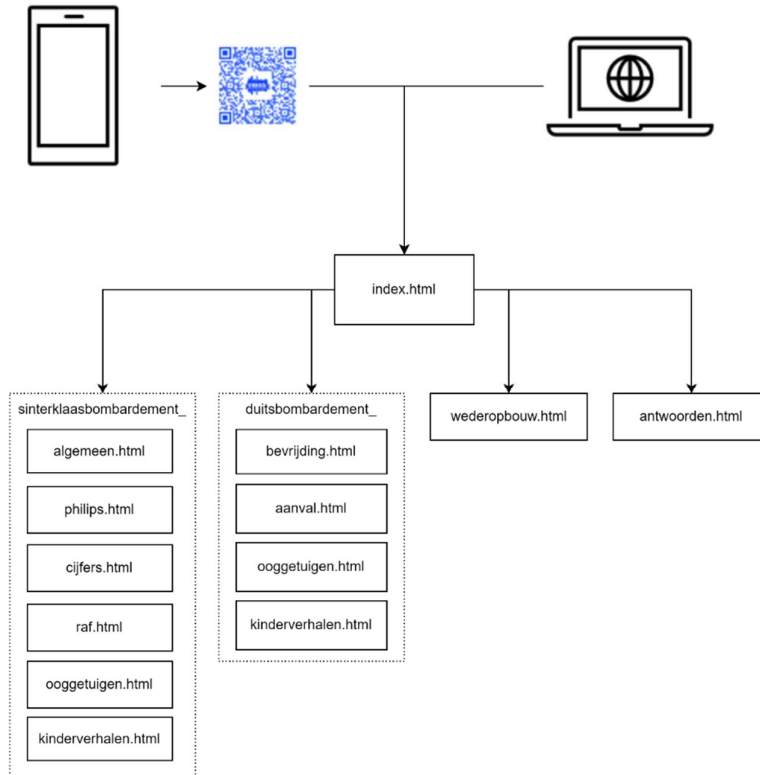 index.html
sinterklaasbombardement_
algemeen.html
philips.html
cijfers.html
raf.html
ooggetuigen.html
kinderverhalen.html
duitsbombardement_
bevrijding.html
aanval.html
ooggetuigen.html
kinderverhalen.html
wederopbouw.html
antwoorden.html